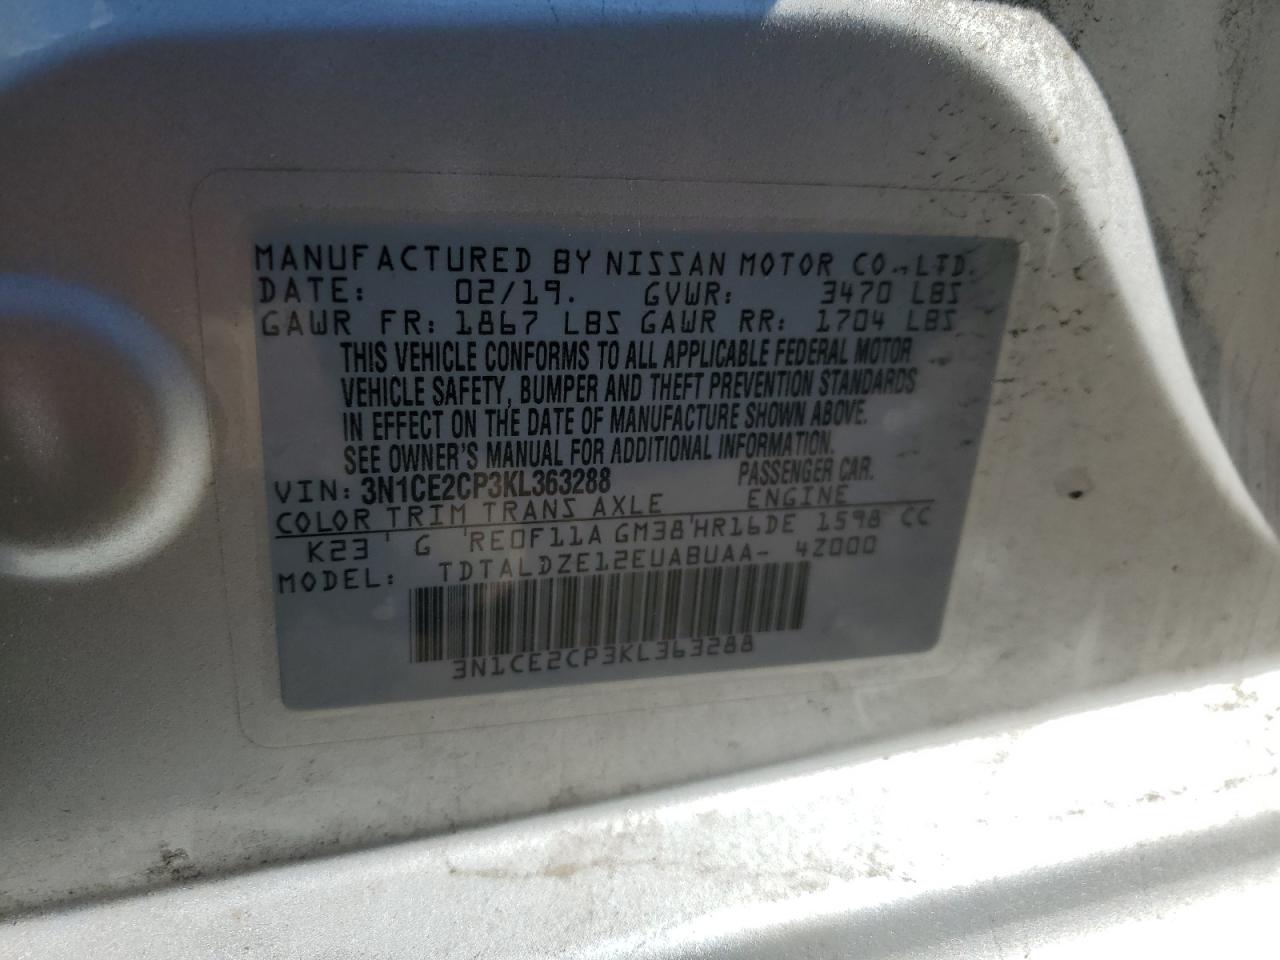 MANUFACTURED BY NISSAN MOTOR CO., LTD.
DATE: 02/19. GVWR: 3470 LBS
GAWR FR: 1867 LBS GAWR RR: 1704 LBS
THIS VEHICLE CONFORMS TO ALL APPLICABLE FEDERAL MOTOR
VEHICLE SAFETY, BUMPER AND THEFT PREVENTION STANDARDS
IN EFFECT ON THE DATE OF MANUFACTURE SHOWN ABOVE.
SEE OWNER'S MANUAL FOR ADDITIONAL INFORMATION.
VIN: 3N1CE2CP3KL363288 PASSENGER CAR.
COLOR TRIM TRANS AXLE ENGINE
K23 G RE0F11A GM38 HR16DE 1598 CC
MODEL: TDTALDZE12EUABUAA- 4Z000
3N1CE2CP3KL363288